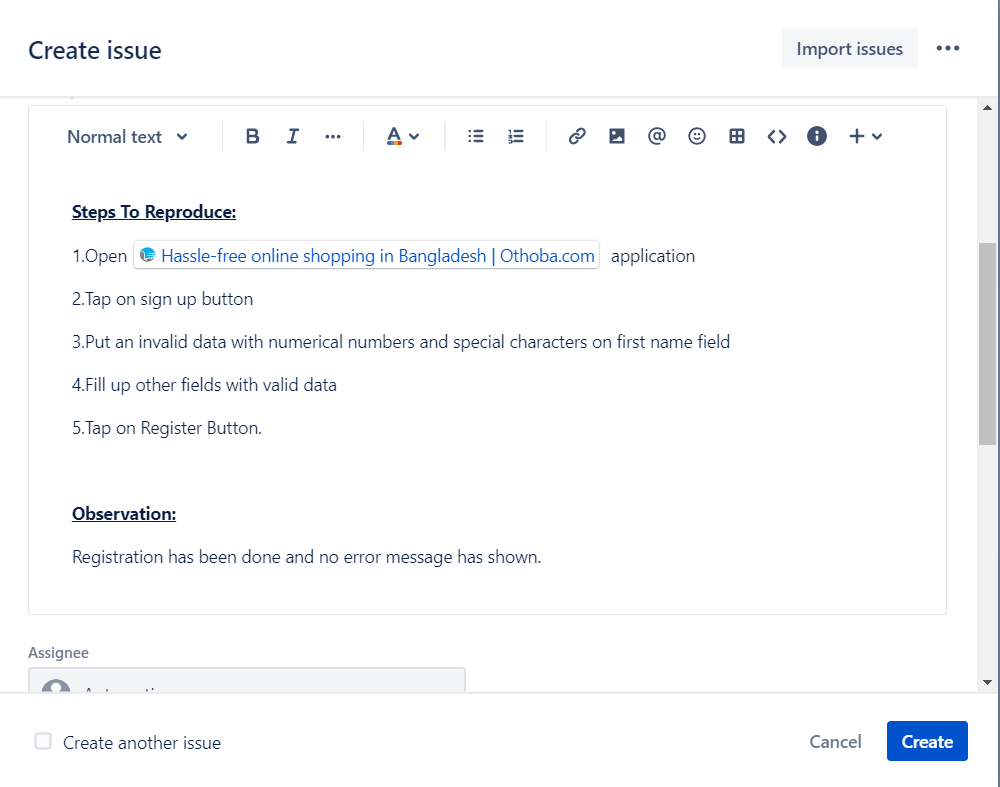 Create issue
Import issues
Normal text
Steps To Reproduce:
1.Open Hassle-free online shopping in Bangladesh | Othoba.com application
2.Tap on sign up button
3.Put an invalid data with numerical numbers and special characters on first name field
4.Fill up other fields with valid data
5.Tap on Register Button.
Observation:
Registration has been done and no error message has shown.
Assignee
Create another issue
Cancel
Create